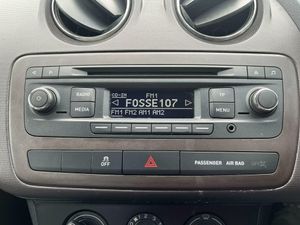 CD-IN FM1
FOSSE107
FM1 FM2 AM1 AM2
RADIO
MEDIA
TP
MENU
OFF
PASSENGER AIR BAG